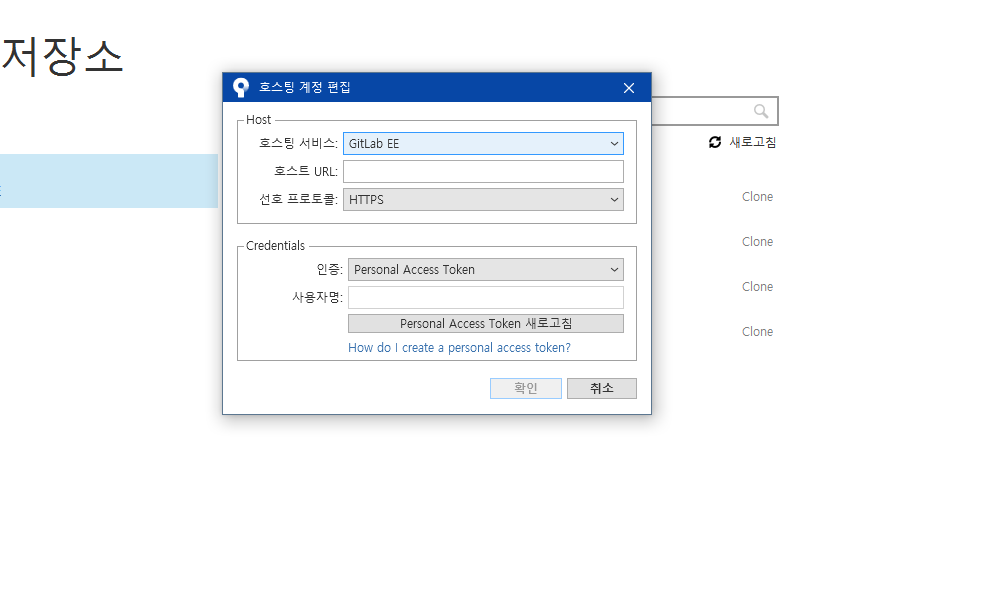 저장소
호스팅 계정 편집
Host
호스팅 서비스: GitLab EE
호스트 URL:
선호 프로토콜: HTTPS
새로고침
Clone
Clone
Clone
Clone
Credentials
인증: Personal Access Token
사용자명:
Personal Access Token 새로고침
How do I create a personal access token?
확인
취소